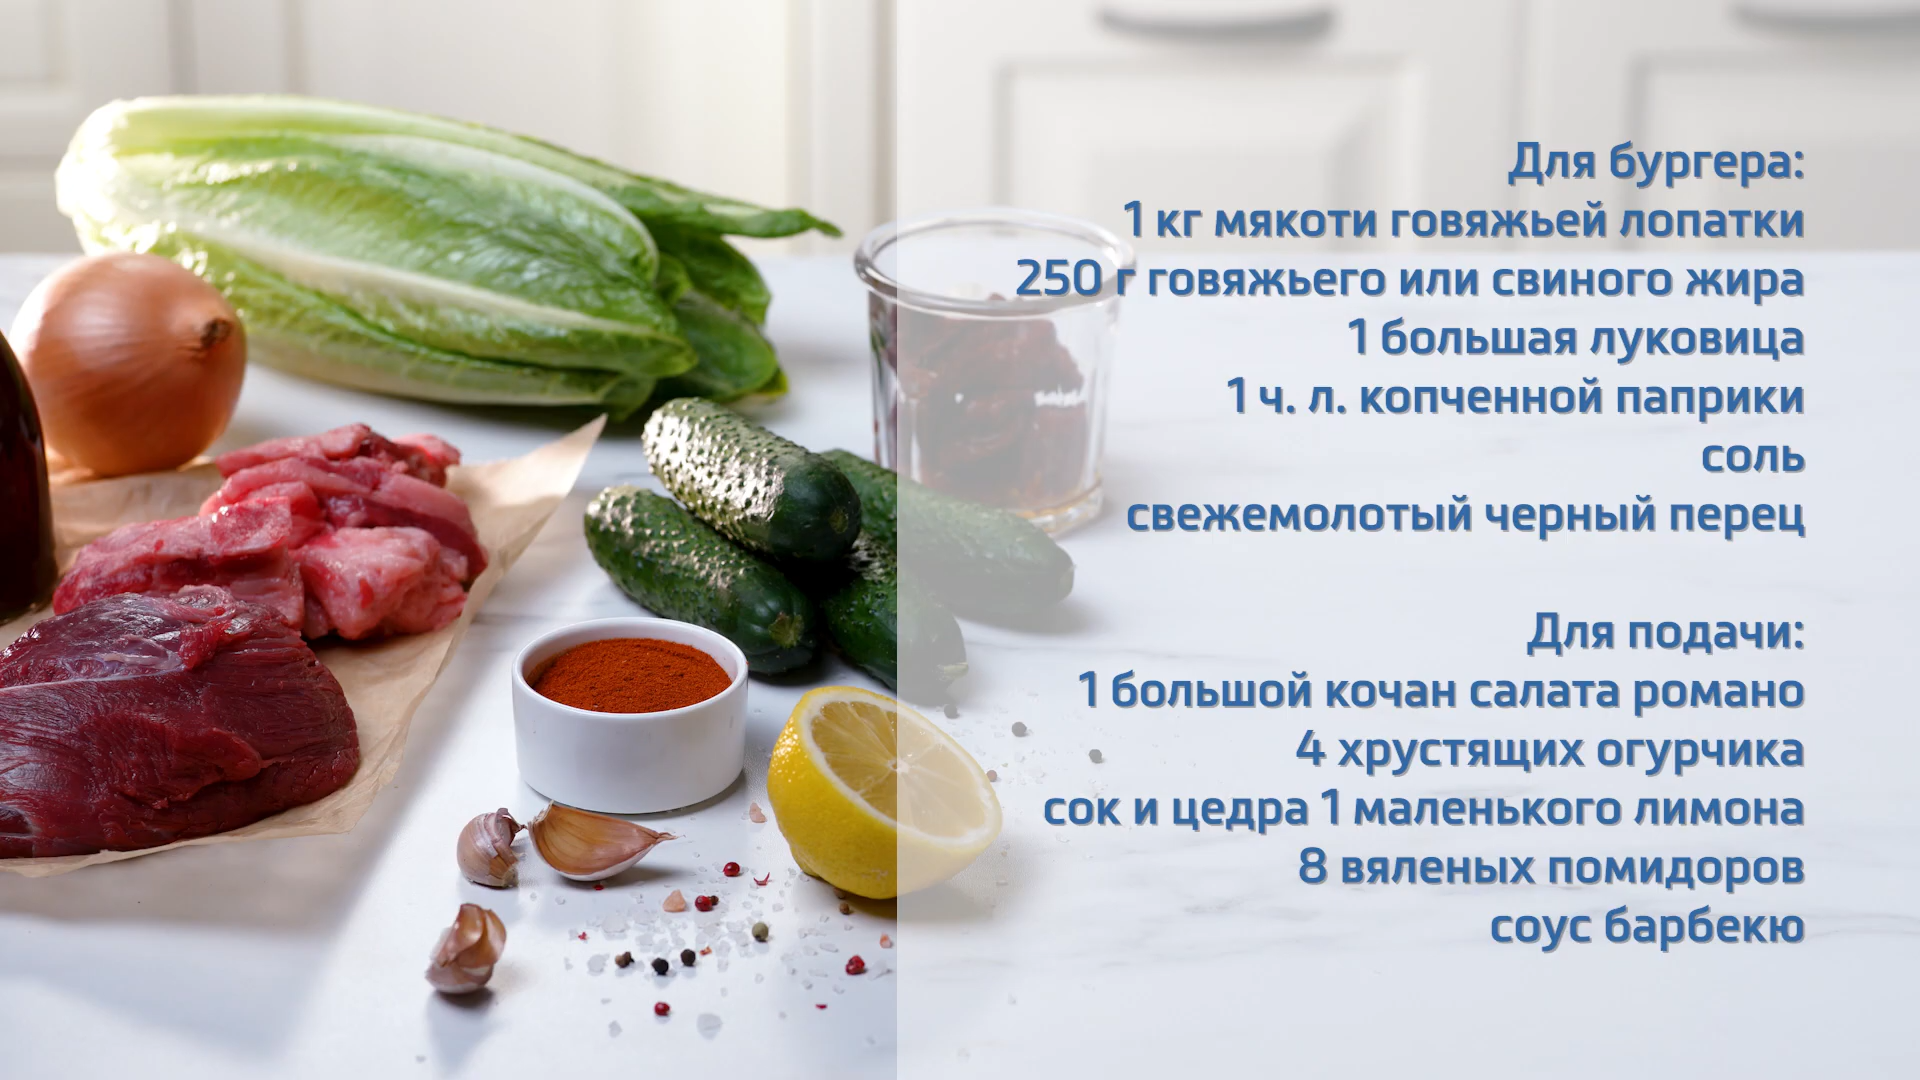 Для бургера:
1 кг мякоти говяжьей лопатки
250 г говяжьего или свиного жира
1 большая луковица
1 ч. л. копченной паприки
соль
свежемолотый черный перец
Для подачи:
1 большой кочан салата романо
4 хрустящих огурчика
сок и цедра 1 маленького лимона
8 вяленых помидоров
соус барбекю